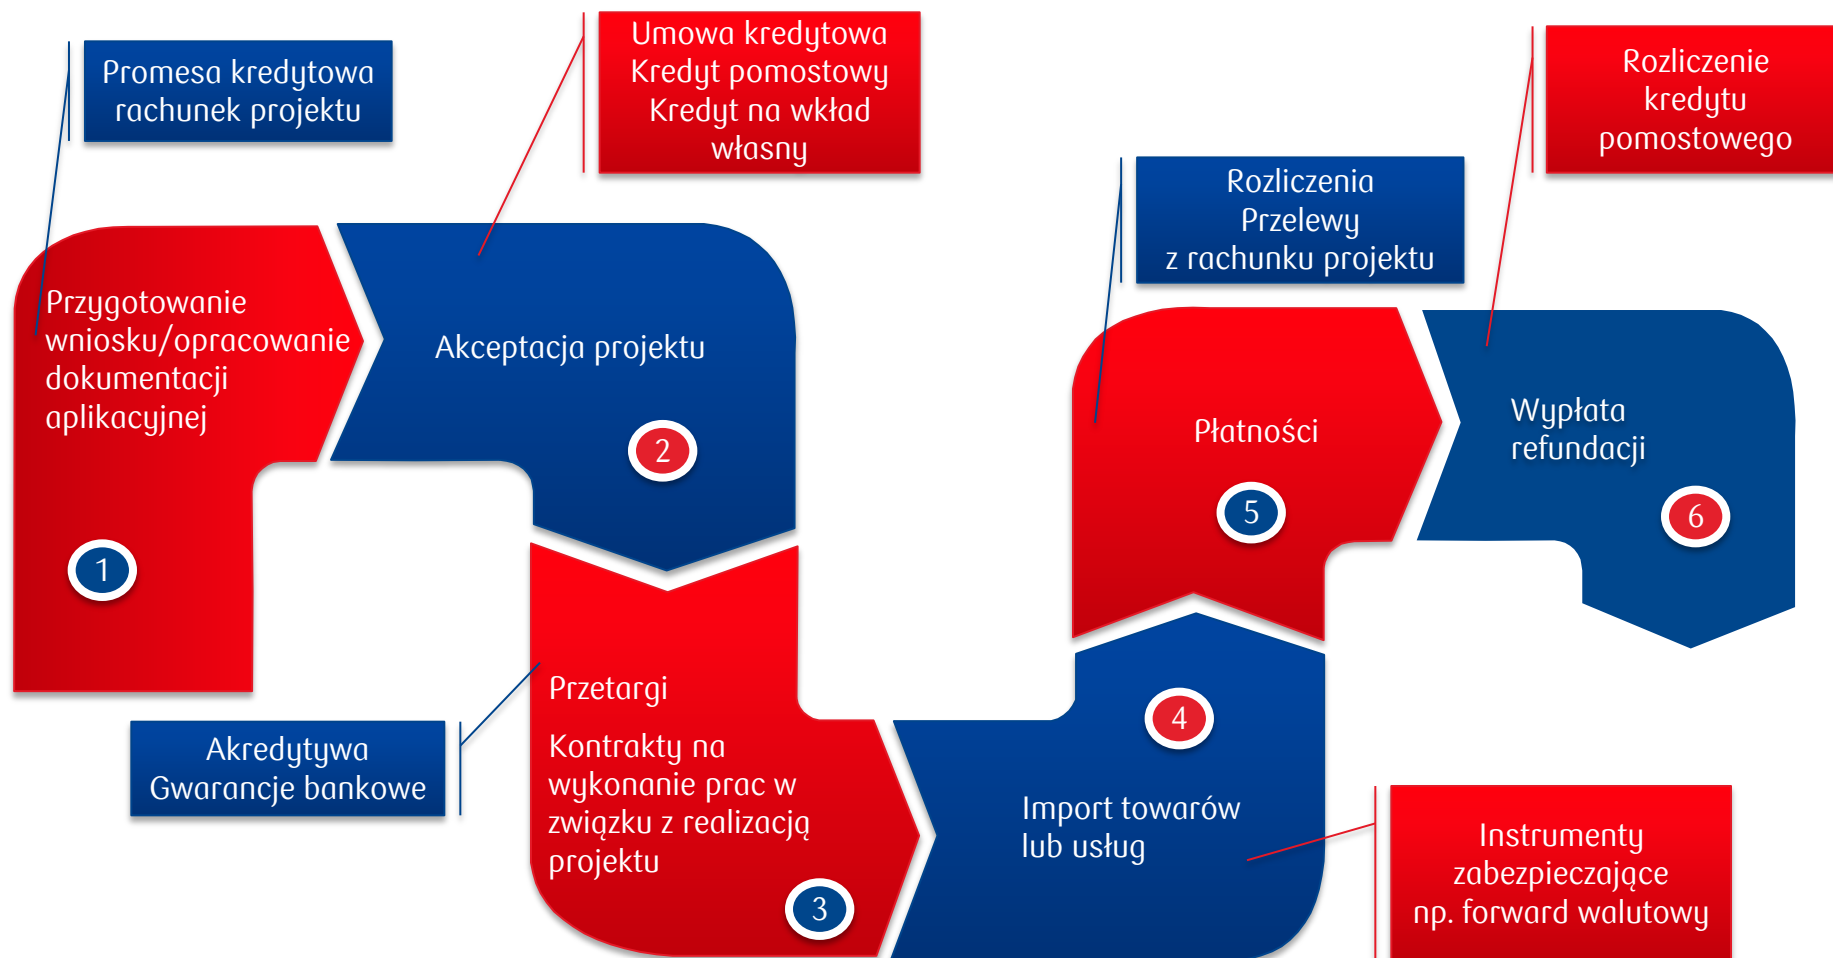 Promesa kredytowa
rachunek projektu
Umowa kredytowa
Kredyt pomostowy
Kredyt na wkład
własny
Rozliczenie
kredytu
pomostowego
Rozliczenia
Przelewy
z rachunku projektu
Przygotowanie
wniosku/opracowanie
dokumentacji
aplikacyjnej
1
Akceptacja projektu
2
Płatności
5
Wypłata
refundacji
6
Akredytywa
Gwarancje bankowe
Przetargi
Kontrakty na
wykonanie prac w
związku z realizacją
projektu
3
4
Import towarów
lub usług
Instrumenty
zabezpieczające
np. forward walutowy